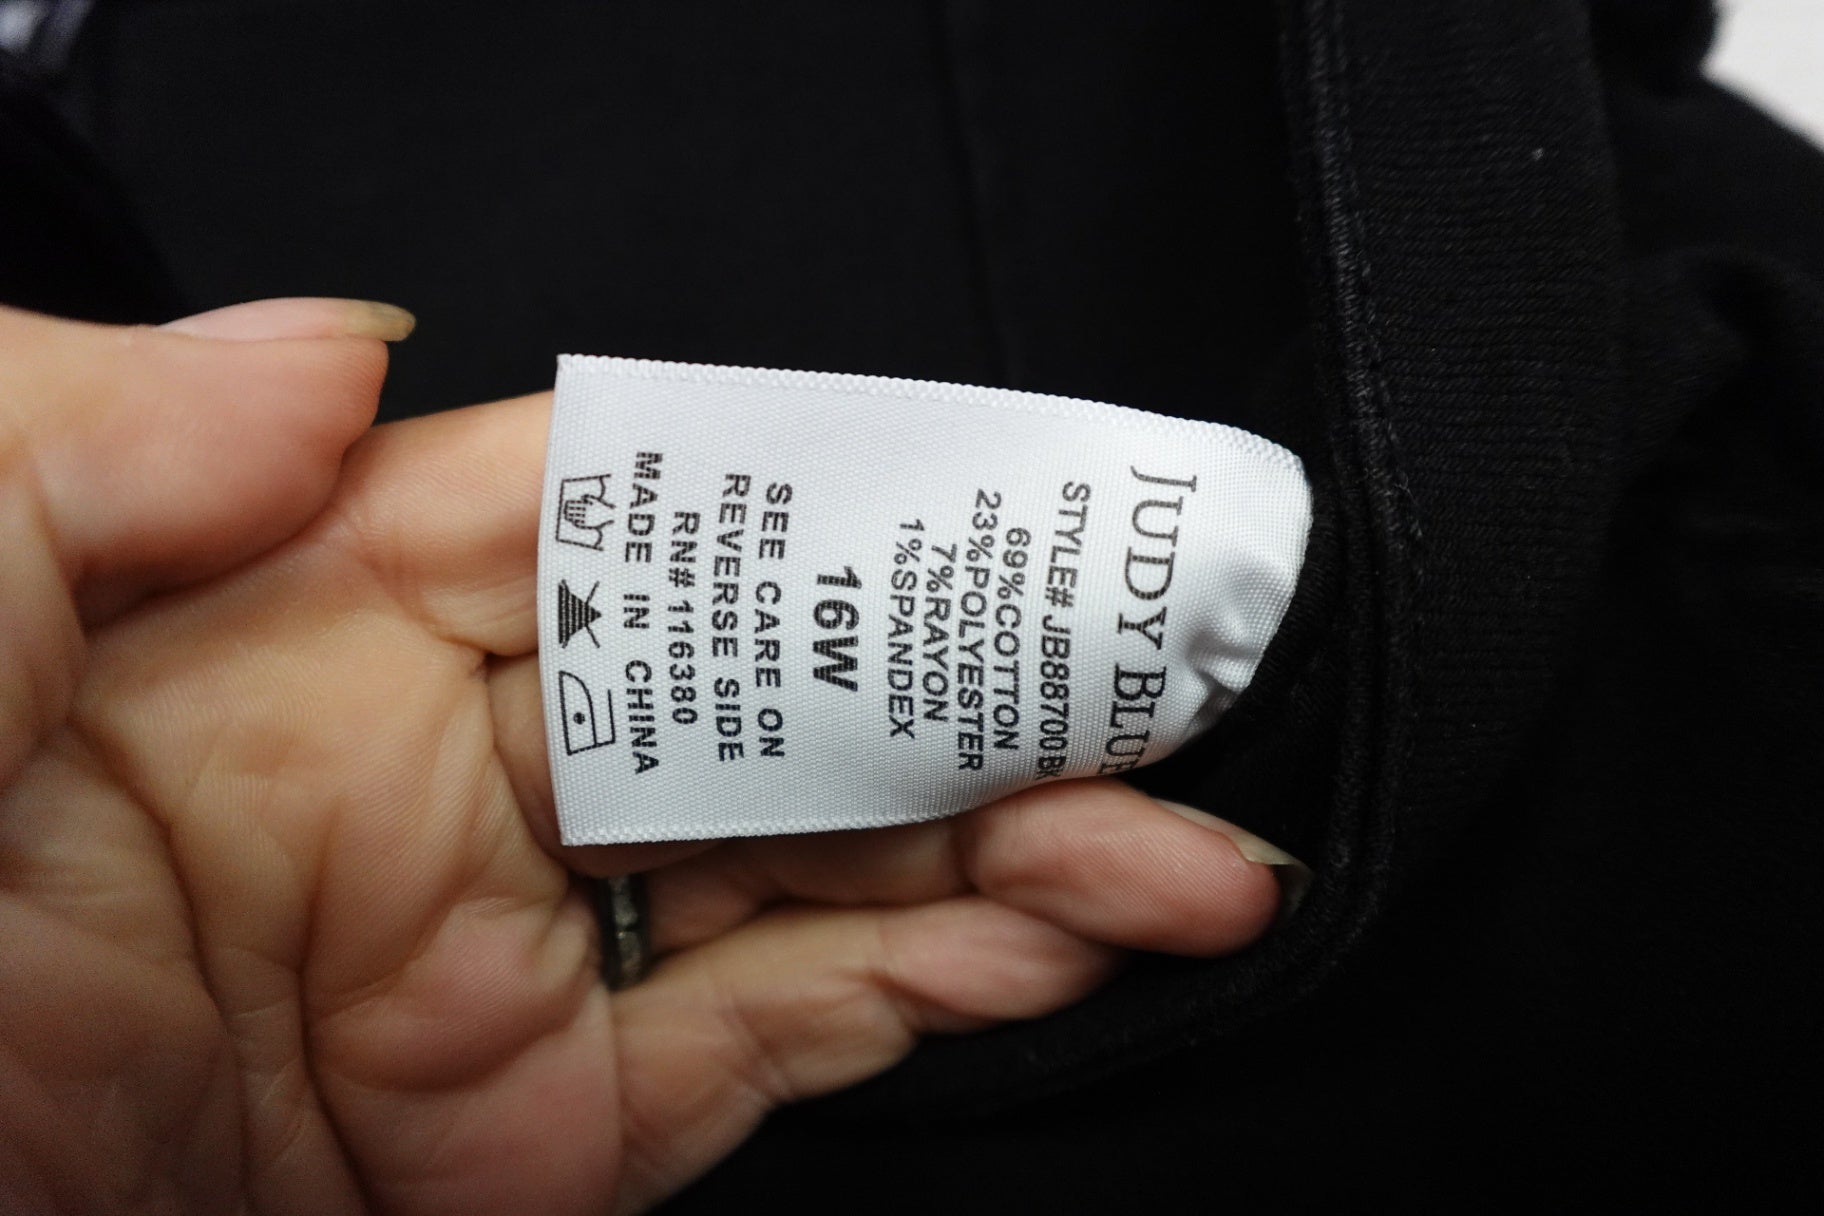 JUDY BLUE
STYLE# JB88700BK
69%COTTON
23%POLYESTER
7%RAYON
1%SPANDEX
16W
SEE CARE ON
REVERSE SIDE
RN#116380
MADE IN CHINA